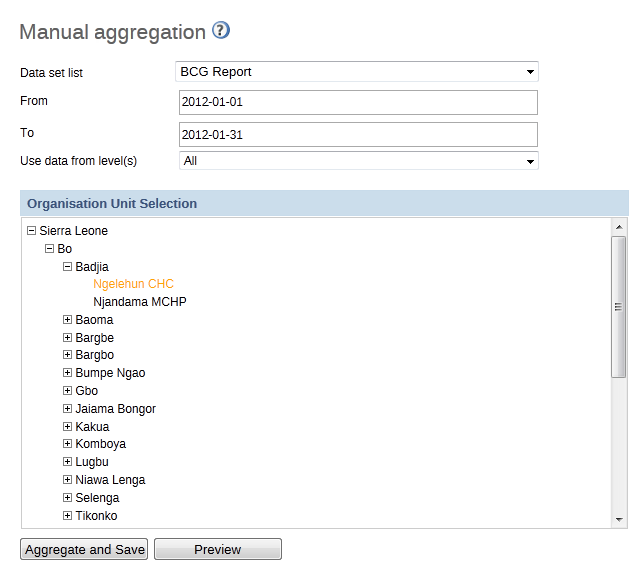 Manual aggregation ?
Data set list BCG Report
From 2012-01-01
To 2012-01-31
Use data from level(s) All
Organisation Unit Selection
Sierra Leone
Bo
Badjia
Ngelehun CHC
Njandama MCHP
Baoma
Bargbe
Bargbo
Bumpe Ngao
Gbo
Jaiama Bongor
Kakua
Komboya
Lugbu
Niawa Lenga
Selenga
Tikonko
Aggregate and Save Preview